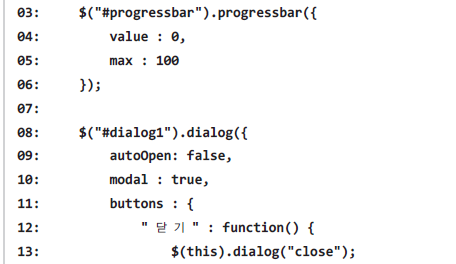 03:     $("#progressbar").progressbar({
04:         value : 0,
05:         max : 100
06:     });
07:
08:     $("#dialog1").dialog({
09:         autoOpen: false,
10:         modal : true,
11:         buttons : {
12:             " 닫 기 " : function() {
13:                 $(this).dialog("close");